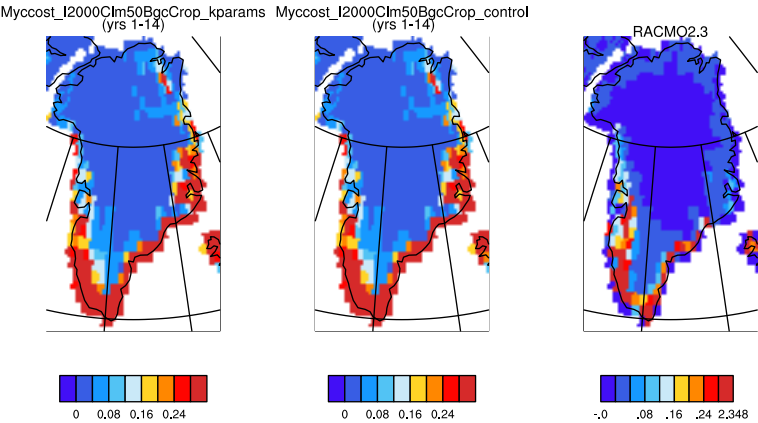 Myccost_I2000Clm50BgcCrop_kparams
(yrs 1-14)
Myccost_I2000Clm50BgcCrop_control
(yrs 1-14)
RACMO2.3
0 0.08 0.16 0.24
0 0.08 0.16 0.24
-.0 .08 .16 .24 2.348